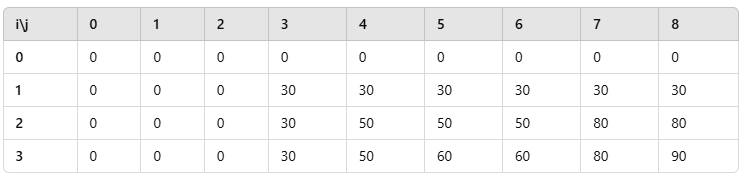 i\j 0 1 2 3 4 5 6 7 8
0 0 0 0 0 0 0 0 0 0
1 0 0 0 30 30 30 30 30 30
2 0 0 0 30 50 50 50 80 80
3 0 0 0 30 50 60 60 80 90